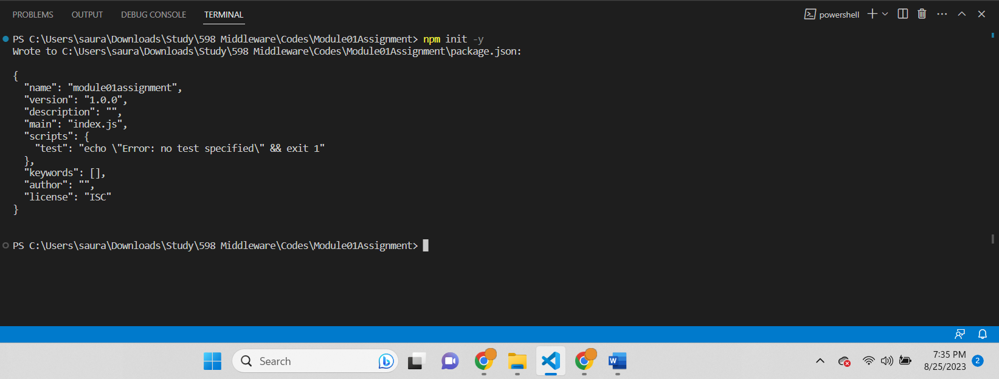 PROBLEMS OUTPUT DEBUG CONSOLE TERMINAL powershell
PS C:\Users\saura\Downloads\Study\598 Middleware\Codes\Module01Assignment> npm init -y
Wrote to C:\Users\saura\Downloads\Study\598 Middleware\Codes\Module01Assignment\package.json:
{
  "name": "module01assignment",
  "version": "1.0.0",
  "description": "",
  "main": "index.js",
  "scripts": {
    "test": "echo \"Error: no test specified\" && exit 1"
  },
  "keywords": [],
  "author": "",
  "license": "ISC"
}
PS C:\Users\saura\Downloads\Study\598 Middleware\Codes\Module01Assignment>
Search
W
7:35 PM
8/25/2023
2